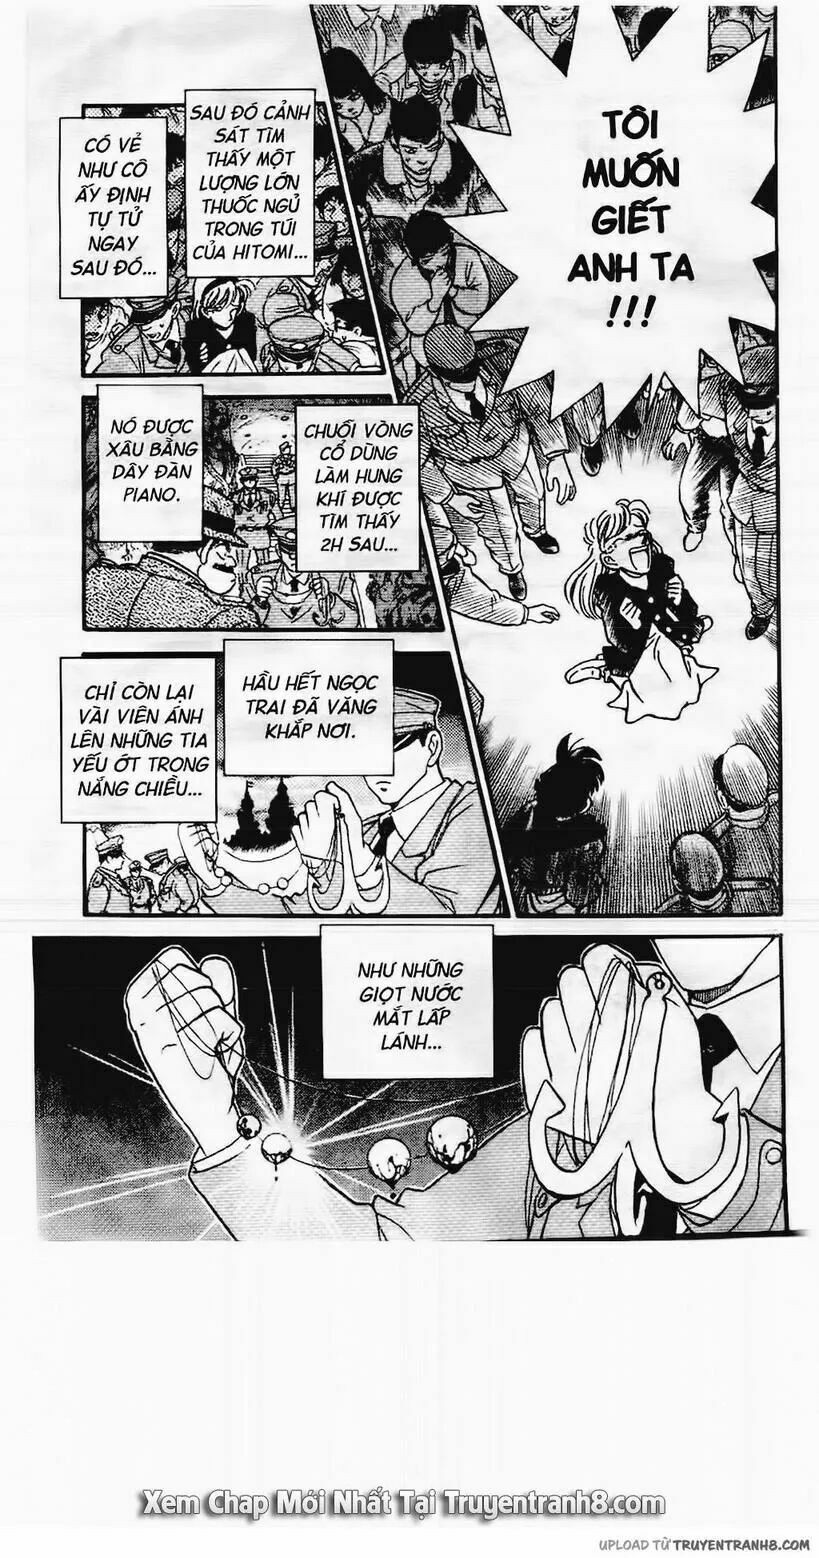 TÔI
MUỐN
GIẾT
ANH TA
!!!
SAU ĐÓ CẢNH
SÁT TÌM
THẤY MỘT
LƯỢNG LỚN
THUỐC NGỦ
TRONG TÚI
CỦA HITOMI...
CÓ VẺ
NHƯ CÔ
ẤY ĐỊNH
TỰ TỬ
NGAY
SAU ĐÓ...
CHUỖI VÒNG
CỔ DÙNG
LÀM HUNG
KHÍ ĐƯỢC
TÌM THẤY
2H SAU...
NÓ ĐƯỢC
XÂU BẰNG
DÂY ĐÀN
PIANO.
HẦU HẾT NGỌC
TRAI ĐÃ VĂNG
KHẮP NƠI.
CHỈ CÒN LẠI
VÀI VIÊN ÁNH
LÊN NHỮNG TIA
YẾU ỚT TRONG
NẮNG CHIỀU...
NHƯ NHỮNG
GIỌT NƯỚC
MẮT LẤP
LÁNH...
Xem Chap Mới Nhất Tại Truyentranh8.com
UPLOAD TỪ TRUYENTRANH8.COM